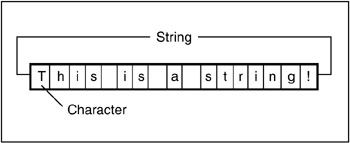 String
This is a string!
Character